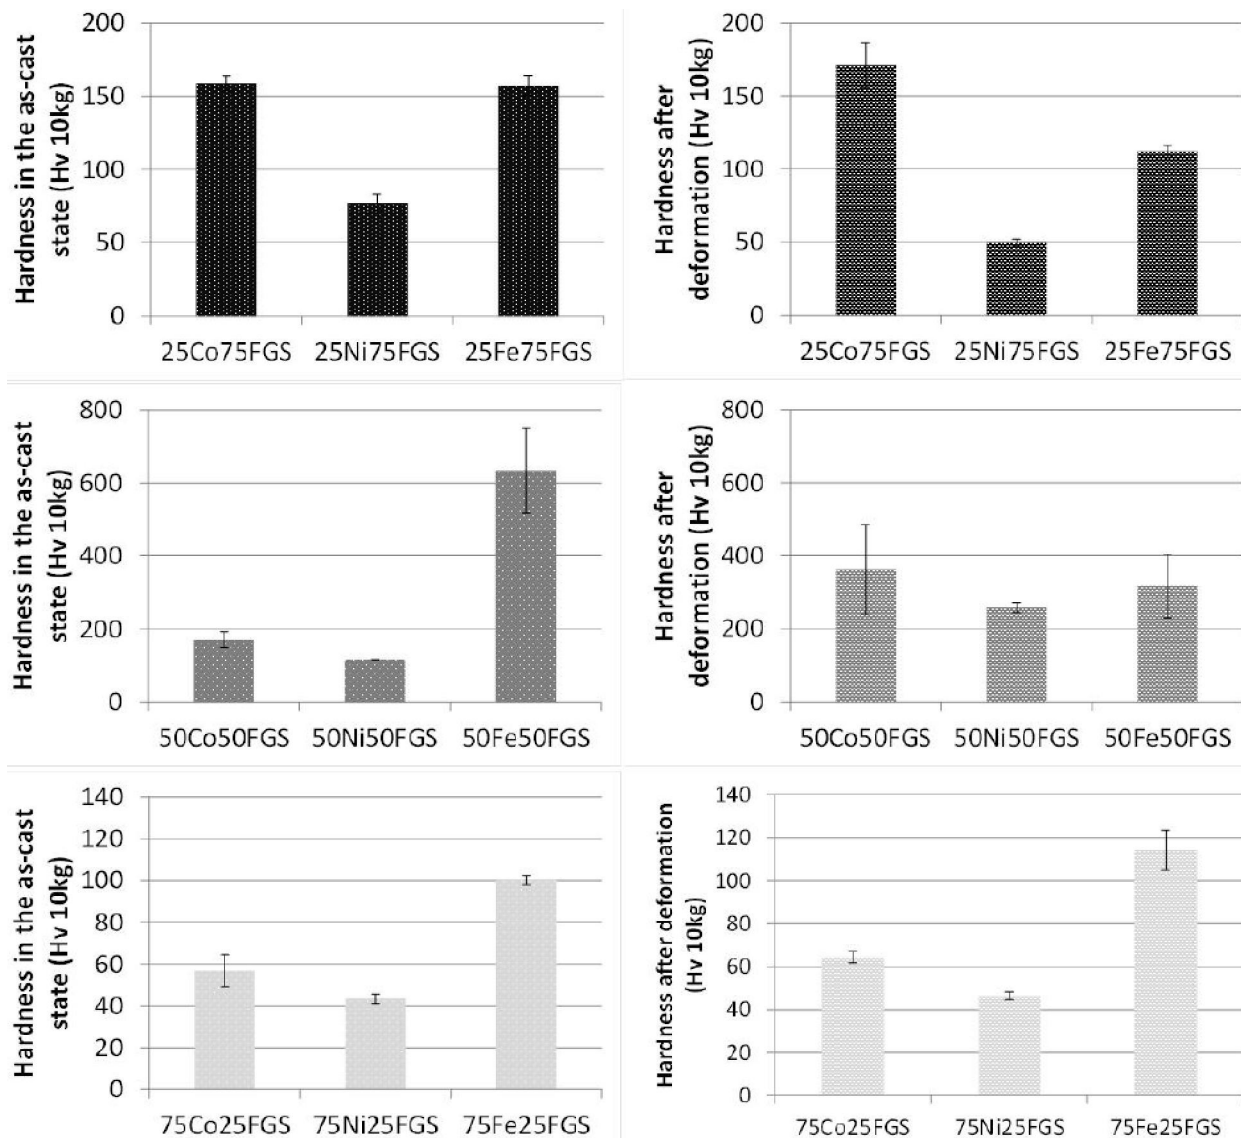 Hardness in the as-cast
state (Hv 10kg)
200
150
100
50
0
25Co75FGS 25Ni75FGS 25Fe75FGS
Hardness after
deformation (Hv 10kg)
200
150
100
50
0
25Co75FGS 25Ni75FGS 25Fe75FGS
Hardness in the as-cast
state (Hv 10kg)
800
600
400
200
0
50Co50FGS 50Ni50FGS 50Fe50FGS
Hardness after
deformation (Hv 10kg)
800
600
400
200
0
50Co50FGS 50Ni50FGS 50Fe50FGS
Hardness in the as-cast
state (Hv 10kg)
140
120
100
80
60
40
20
0
75Co25FGS 75Ni25FGS 75Fe25FGS
Hardness after deformation
(Hv 10kg)
140
120
100
80
60
40
20
0
75Co25FGS 75Ni25FGS 75Fe25FGS